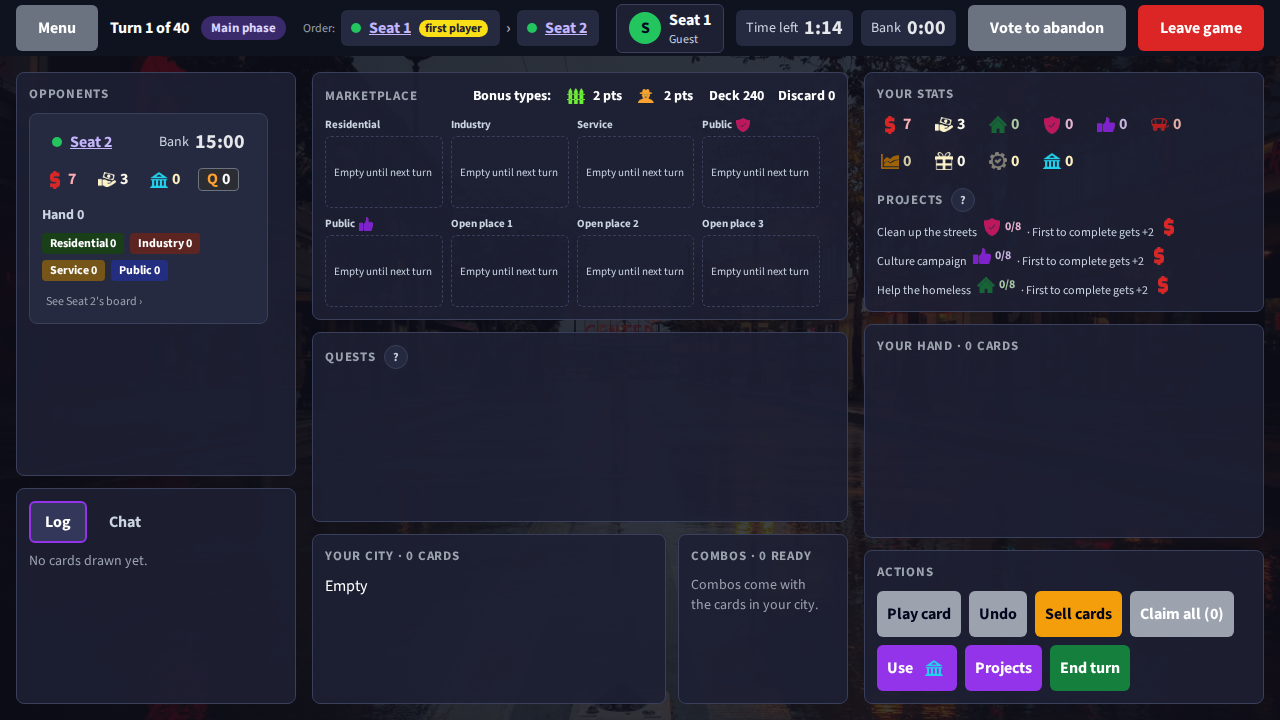 Menu
Turn 1 of 40
Main phase
Order:
Seat 1 first player
›
Seat 2
S
Seat 1
Guest
Time left 1:14
Bank 0:00
Vote to abandon
Leave game
OPPONENTS
Seat 2
Bank 15:00
7
3
0
Q 0
Hand 0
Residential 0
Industry 0
Service 0
Public 0
See Seat 2's board ›
Log
Chat
No cards drawn yet.
MARKETPLACE
Bonus types:
2 pts
2 pts
Deck 240
Discard 0
Residential
Industry
Service
Public
Empty until next turn
Empty until next turn
Empty until next turn
Empty until next turn
Public
Open place 1
Open place 2
Open place 3
Empty until next turn
Empty until next turn
Empty until next turn
Empty until next turn
QUESTS ?
YOUR CITY · 0 CARDS
Empty
COMBOS · 0 READY
Combos come with
the cards in your city.
YOUR STATS
7
3
0
0
0
0
0
0
0
0
PROJECTS ?
Clean up the streets 0/8 · First to complete gets +2
Culture campaign 0/8 · First to complete gets +2
Help the homeless 0/8 · First to complete gets +2
YOUR HAND · 0 CARDS
ACTIONS
Play card
Undo
Sell cards
Claim all (0)
Use
Projects
End turn